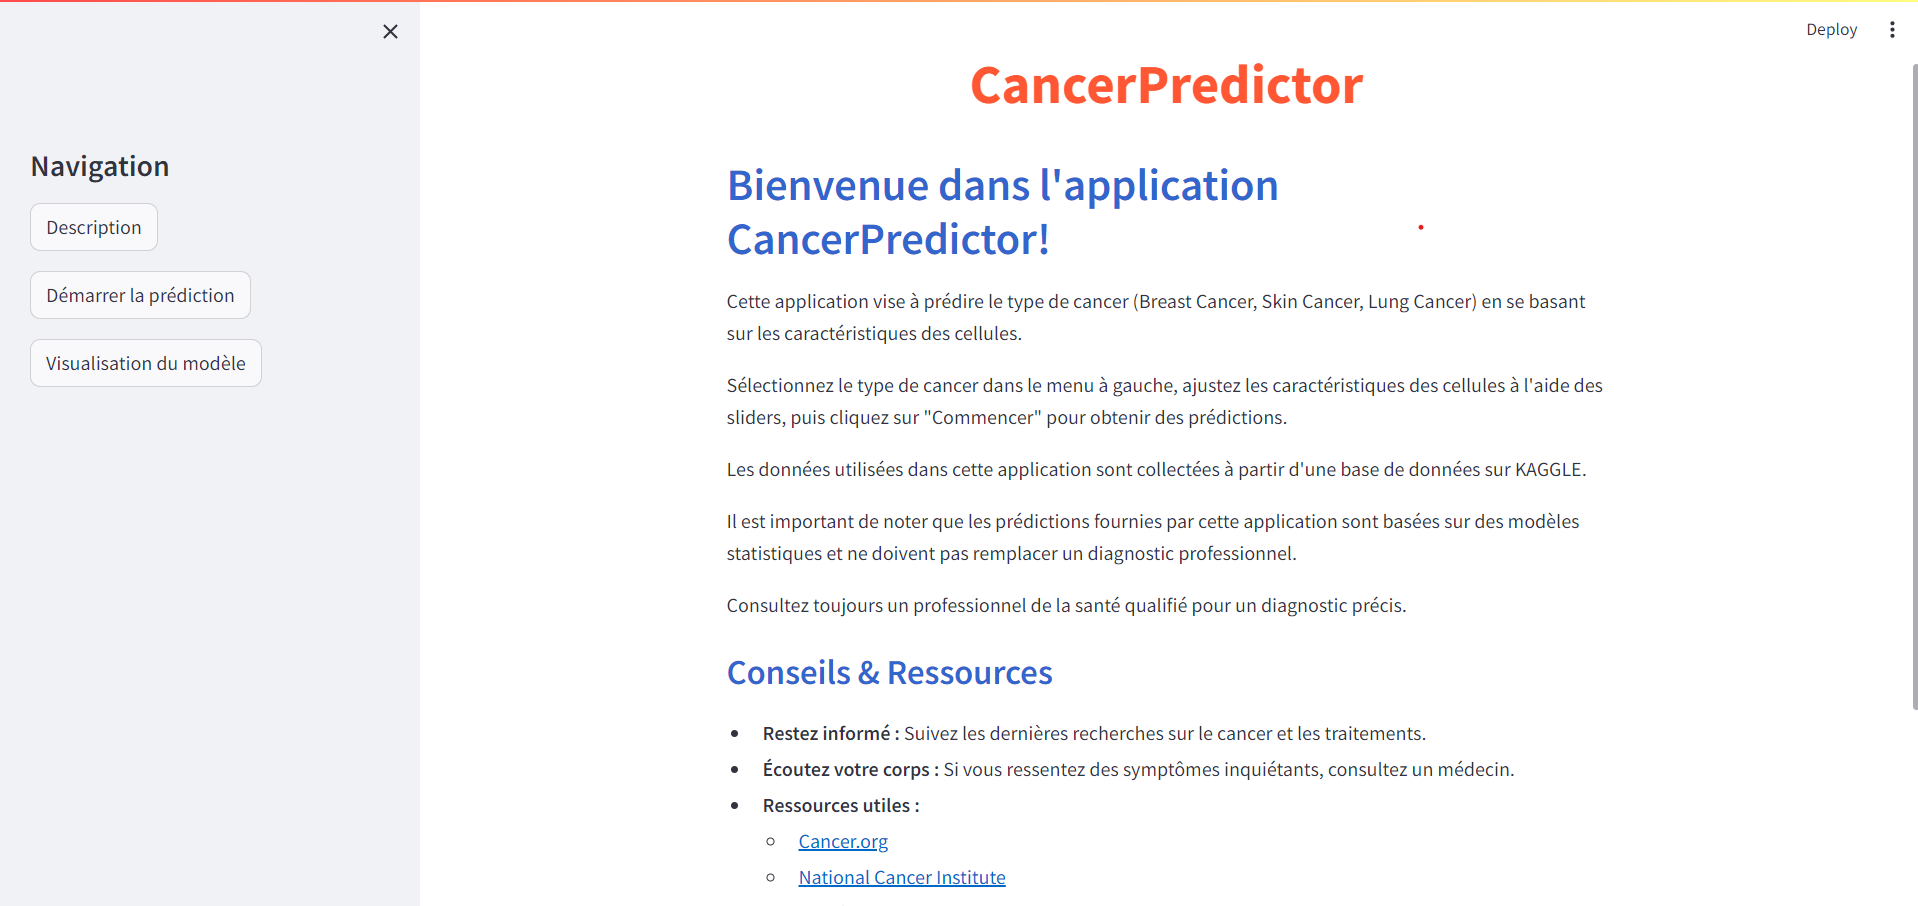 Deploy
Navigation
Description
Démarrer la prédiction
Visualisation du modèle
CancerPredictor
Bienvenue dans l'application
CancerPredictor!
Cette application vise à prédire le type de cancer (Breast Cancer, Skin Cancer, Lung Cancer) en se basant
sur les caractéristiques des cellules.
Sélectionnez le type de cancer dans le menu à gauche, ajustez les caractéristiques des cellules à l'aide des
sliders, puis cliquez sur "Commencer" pour obtenir des prédictions.
Les données utilisées dans cette application sont collectées à partir d'une base de données sur KAGGLE.
Il est important de noter que les prédictions fournies par cette application sont basées sur des modèles
statistiques et ne doivent pas remplacer un diagnostic professionnel.
Consultez toujours un professionnel de la santé qualifié pour un diagnostic précis.
Conseils & Ressources
Restez informé : Suivez les dernières recherches sur le cancer et les traitements.
Écoutez votre corps : Si vous ressentez des symptômes inquiétants, consultez un médecin.
Ressources utiles :
Cancer.org
National Cancer Institute